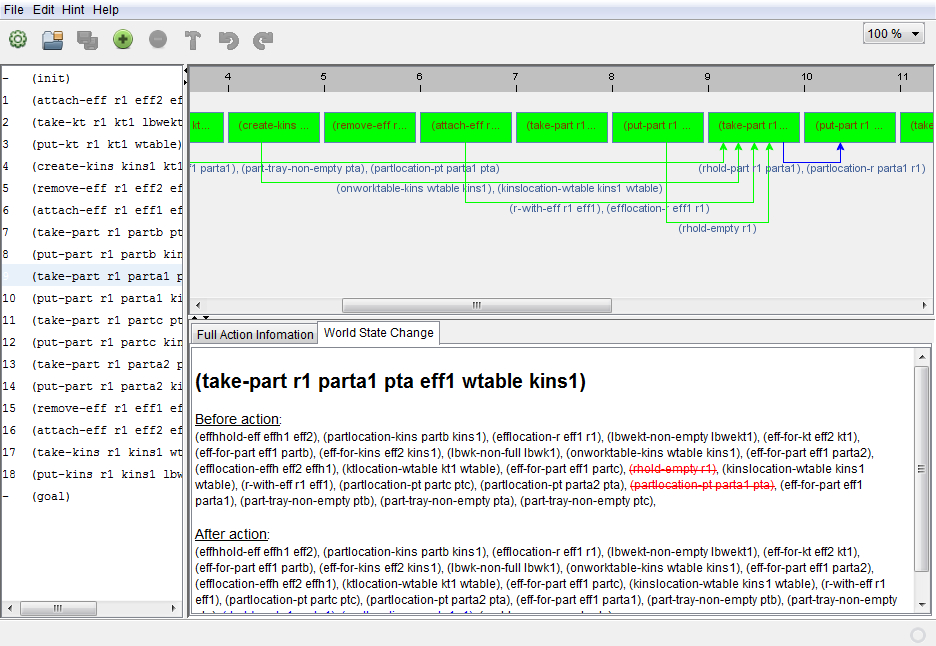 File Edit Hint Help
100 %
– (init)
1 (attach-eff r1 eff2 ef
2 (take-kt r1 kt1 lbwekt
3 (put-kt r1 kt1 wtable)
4 (create-kins kins1 kt1
5 (remove-eff r1 eff2 ef
6 (attach-eff r1 eff1 ef
7 (take-part r1 partb pt
8 (put-part r1 partb kin
9 (take-part r1 parta1 p
10 (put-part r1 parta1 ki
11 (take-part r1 partc pt
12 (put-part r1 partc kin
13 (take-part r1 parta2 p
14 (put-part r1 parta2 ki
15 (remove-eff r1 eff1 ef
16 (attach-eff r1 eff2 ef
17 (take-kins r1 kins1 wt
18 (put-kins r1 kins1 lbw
– (goal)
4 5 6 7 8 9 10 11
kt... (create-kins ... (remove-eff r... (attach-eff r... (take-part r1... (put-part r1 ... (take-part r1... (put-part r1 ... (take
f1 parta1), (part-tray-non-empty pta), (partlocation-pt parta1 pta) (rhold-part r1 parta1), (partlocation-r parta1 r1)
(onworktable-kins wtable kins1), (kinslocation-wtable kins1 wtable)
(r-with-eff r1 eff1), (efflocation-r eff1 r1)
(rhold-empty r1)
Full Action Infomation World State Change
(take-part r1 parta1 pta eff1 wtable kins1)
Before action:
(effhhold-eff effh1 eff2), (partlocation-kins partb kins1), (efflocation-r eff1 r1), (lbwekt-non-empty lbwekt1), (eff-for-kt eff2 kt1),
(eff-for-part eff1 partb), (eff-for-kins eff2 kins1), (lbwk-non-full lbwk1), (onworktable-kins wtable kins1), (eff-for-part eff1 parta2),
(efflocation-effh eff2 effh1), (ktlocation-wtable kt1 wtable), (eff-for-part eff1 partc), (rhold-empty r1), (kinslocation-wtable kins1
wtable), (r-with-eff r1 eff1), (partlocation-pt partc ptc), (partlocation-pt parta2 pta), (partlocation-pt parta1 pta), (eff-for-part eff1
parta1), (part-tray-non-empty ptb), (part-tray-non-empty pta), (part-tray-non-empty ptc),
After action:
(effhhold-eff effh1 eff2), (partlocation-kins partb kins1), (efflocation-r eff1 r1), (lbwekt-non-empty lbwekt1), (eff-for-kt eff2 kt1),
(eff-for-part eff1 partb), (eff-for-kins eff2 kins1), (lbwk-non-full lbwk1), (onworktable-kins wtable kins1), (eff-for-part eff1 parta2),
(efflocation-effh eff2 effh1), (ktlocation-wtable kt1 wtable), (eff-for-part eff1 partc), (kinslocation-wtable kins1 wtable), (r-with-eff r1
eff1), (partlocation-pt partc ptc), (partlocation-pt parta2 pta), (eff-for-part eff1 parta1), (part-tray-non-empty ptb), (part-tray-non-empty